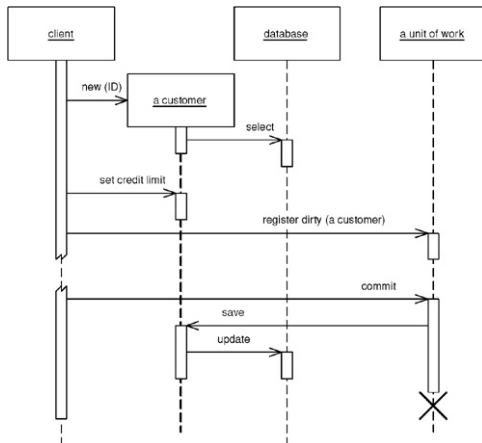 client
database
a unit of work
new (ID)
a customer
select
set credit limit
register dirty (a customer)
commit
save
update